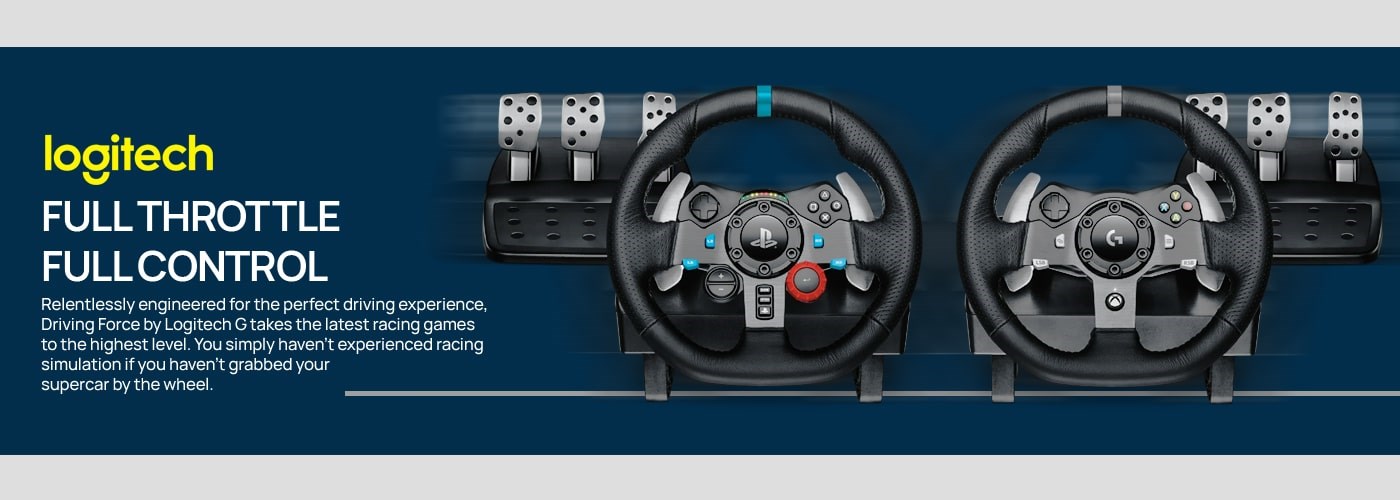 logitech
FULL THROTTLE
FULL CONTROL
Relentlessly engineered for the perfect driving experience,
Driving Force by Logitech G takes the latest racing games
to the highest level. You simply haven't experienced racing
simulation if you haven't grabbed your
supercar by the wheel.